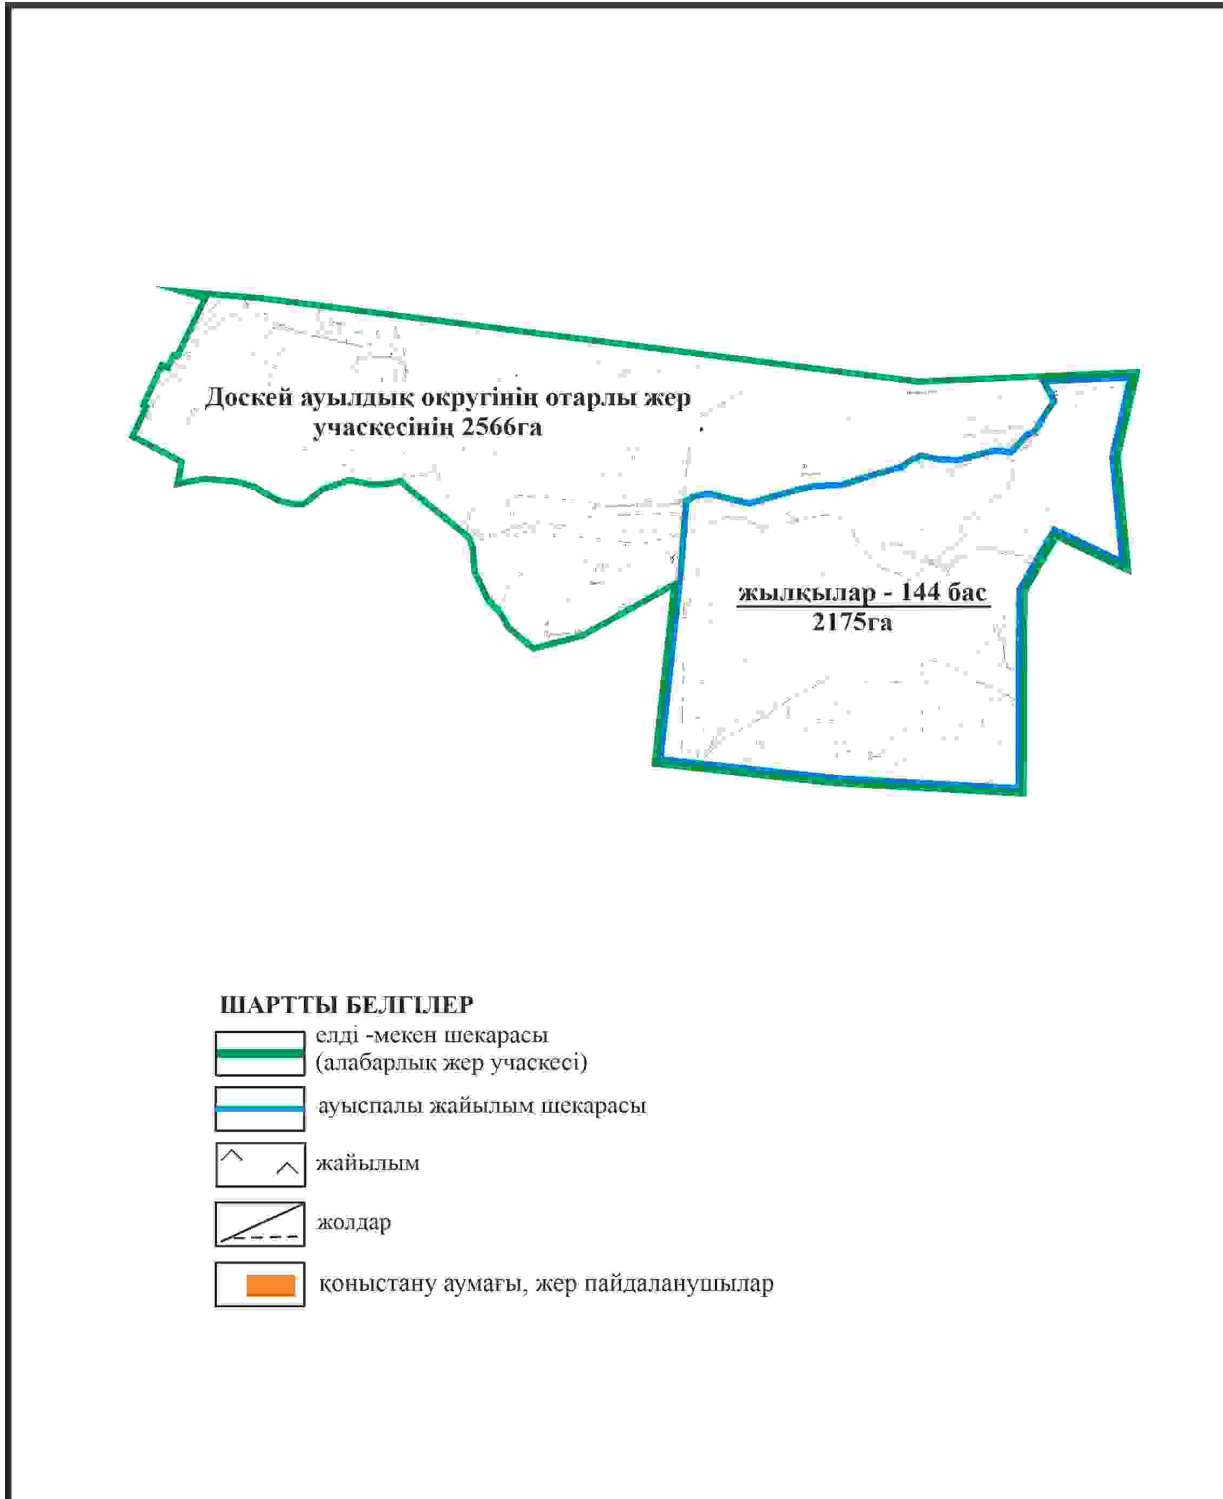 Доскей ауылдық округінің отарлы жер
учаскесінің 2566га
жылқылар - 144 бас
2175га
ШАРТТЫ БЕЛГІЛЕР
елді -мекен шекарасы
(алабарлық жер учаскесі)
ауыспалы жайылым шекарасы
жайылым
жолдар
қоныстану аумағы, жер пайдаланушылар